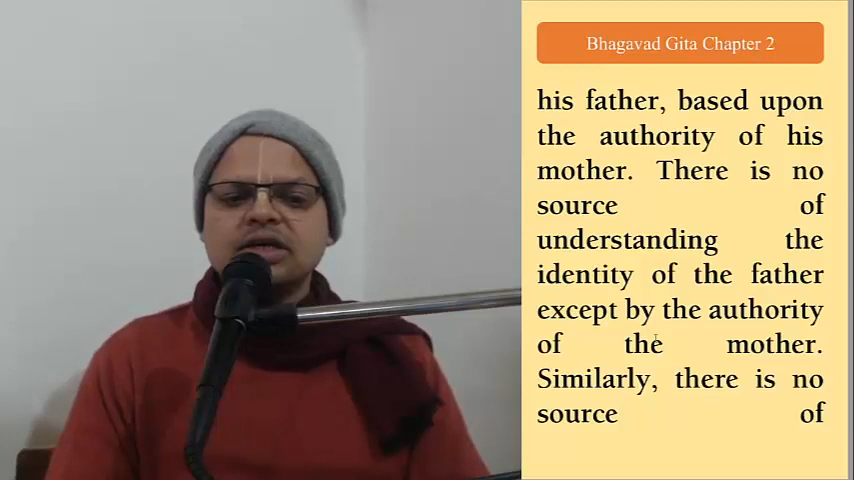 Bhagavad Gita Chapter 2
his father, based upon
the authority of his
mother. There is no
source of
understanding the
identity of the father
except by the authority
of the mother.
Similarly, there is no
source of